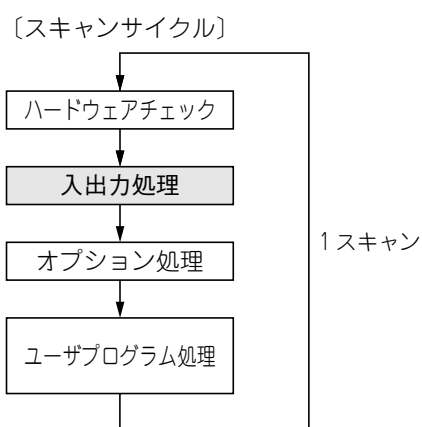 〔スキャンサイクル〕
ハードウェアチェック
入出力処理
オプション処理
1スキャン
ユーザプログラム処理